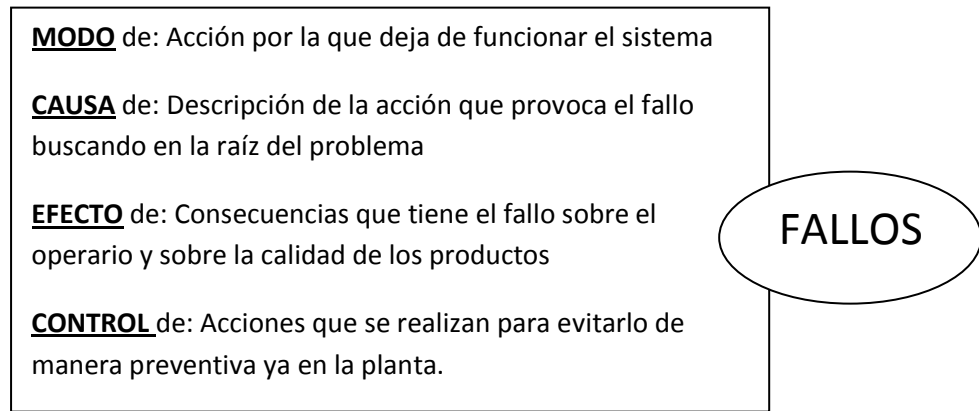 MODO de: Acción por la que deja de funcionar el sistema
CAUSA de: Descripción de la acción que provoca el fallo
buscando en la raíz del problema
EFECTO de: Consecuencias que tiene el fallo sobre el
operario y sobre la calidad de los productos
CONTROL de: Acciones que se realizan para evitarlo de
manera preventiva ya en la planta.
FALLOS